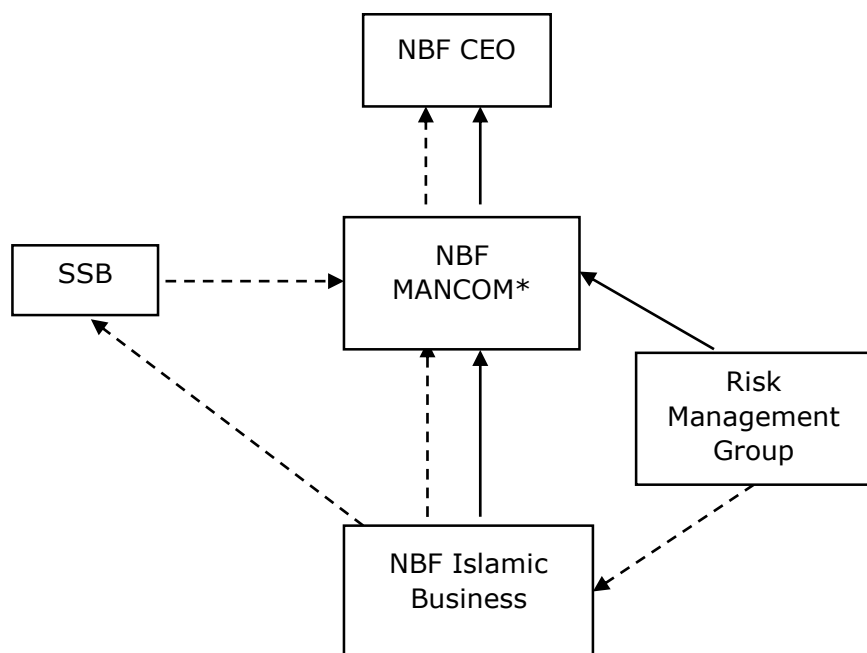 NBF CEO
NBF
MANCOM*
SSB
Risk
Management
Group
NBF Islamic
Business